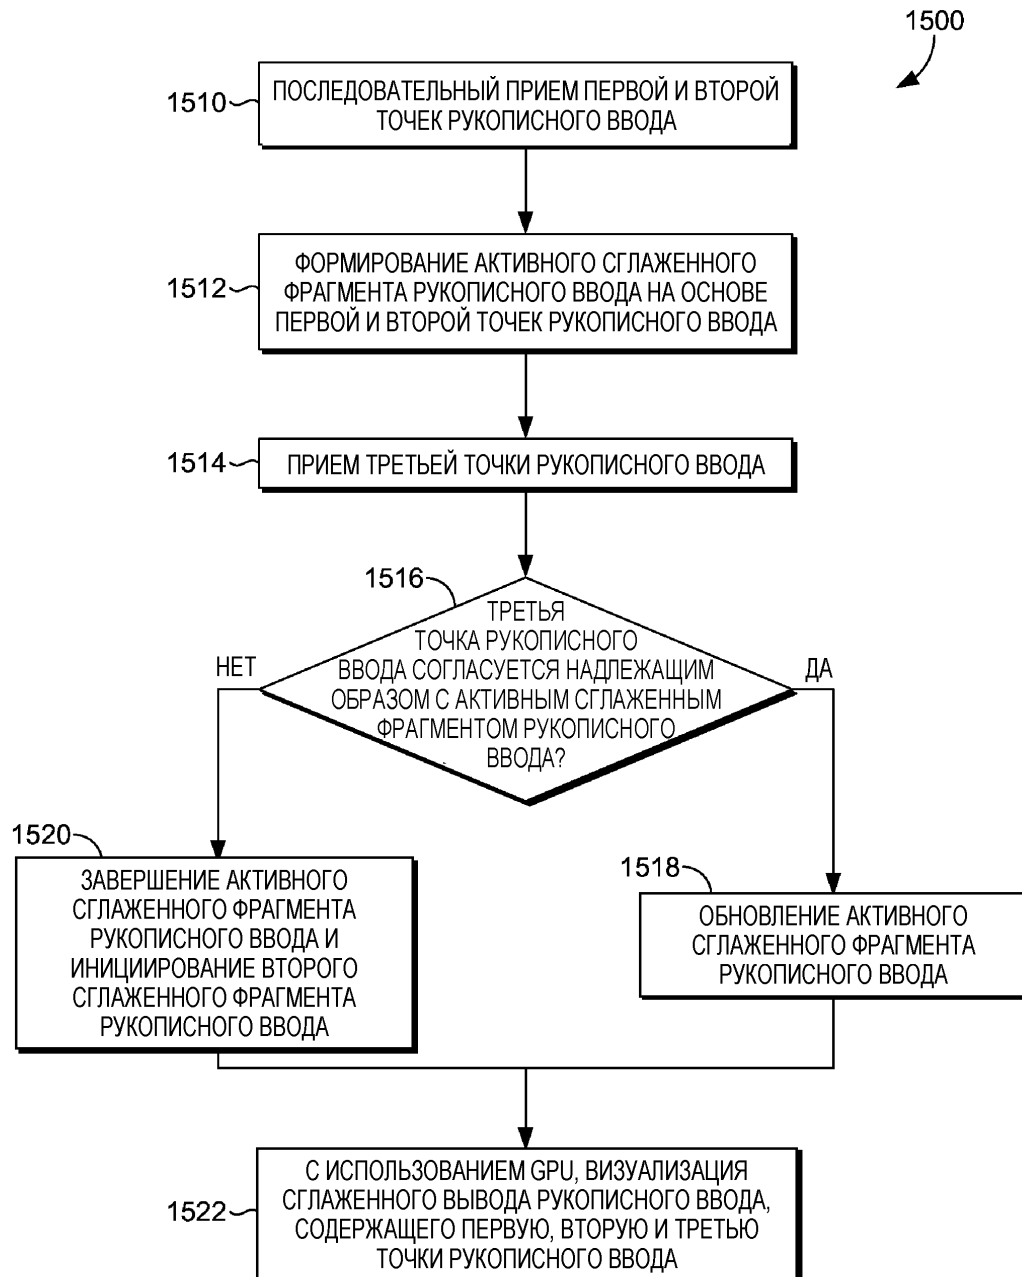 1500
1510
ПОСЛЕДОВАТЕЛЬНЫЙ ПРИЕМ ПЕРВОЙ И ВТОРОЙ
ТОЧЕК РУКОПИСНОГО ВВОДА
1512
ФОРМИРОВАНИЕ АКТИВНОГО СГЛАЖЕННОГО
ФРАГМЕНТА РУКОПИСНОГО ВВОДА НА ОСНОВЕ
ПЕРВОЙ И ВТОРОЙ ТОЧЕК РУКОПИСНОГО ВВОДА
1514
ПРИЕМ ТРЕТЬЕЙ ТОЧКИ РУКОПИСНОГО ВВОДА
1516
ТРЕТЬЯ
ТОЧКА РУКОПИСНОГО
ВВОДА СОГЛАСУЕТСЯ НАДЛЕЖАЩИМ
ОБРАЗОМ С АКТИВНЫМ СГЛАЖЕННЫМ
ФРАГМЕНТОМ РУКОПИСНОГО
ВВОДА?
НЕТ
ДА
1520
ЗАВЕРШЕНИЕ АКТИВНОГО
СГЛАЖЕННОГО ФРАГМЕНТА
РУКОПИСНОГО ВВОДА И
ИНИЦИИРОВАНИЕ ВТОРОГО
СГЛАЖЕННОГО ФРАГМЕНТА
РУКОПИСНОГО ВВОДА
1518
ОБНОВЛЕНИЕ АКТИВНОГО
СГЛАЖЕННОГО ФРАГМЕНТА
РУКОПИСНОГО ВВОДА
1522
С ИСПОЛЬЗОВАНИЕМ GPU, ВИЗУАЛИЗАЦИЯ
СГЛАЖЕННОГО ВЫВОДА РУКОПИСНОГО ВВОДА,
СОДЕРЖАЩЕГО ПЕРВУЮ, ВТОРУЮ И ТРЕТЬЮ
ТОЧКИ РУКОПИСНОГО ВВОДА